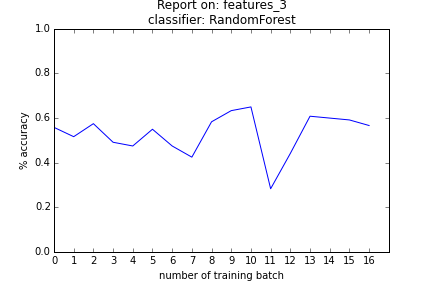 Report on: features_3
classifier: RandomForest
1.0
0.8
0.6
0.4
0.2
0.0
% accuracy
0 1 2 3 4 5 6 7 8 9 10 11 12 13 14 15 16
number of training batch